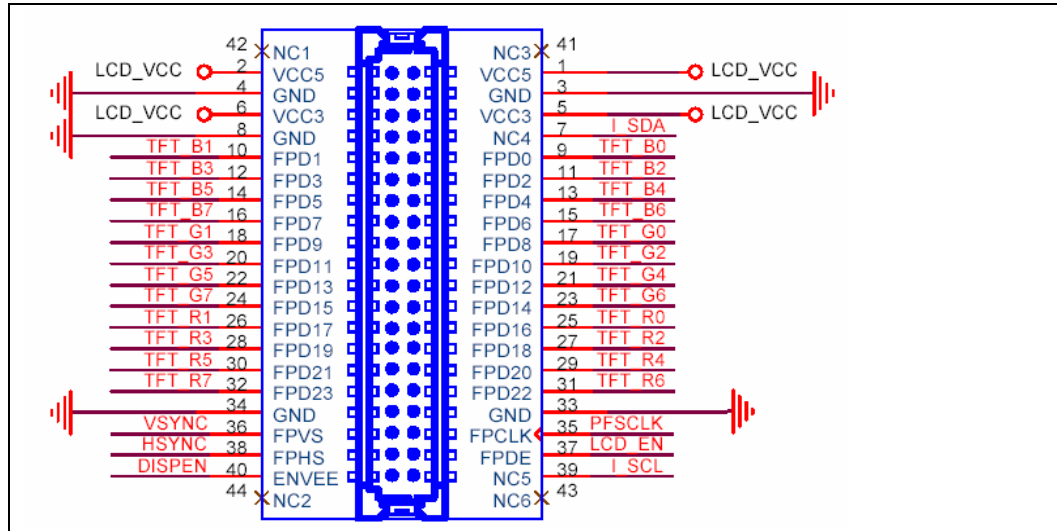 42 NC1 NC3 41
LCD_VCC 2 VCC5 VCC5 1 LCD_VCC
4 GND GND 3
LCD_VCC 6 VCC3 VCC3 5 LCD_VCC
8 GND NC4 7 I_SDA
TFT_B1 10 FPD1 FPD0 9 TFT_B0
TFT_B3 12 FPD3 FPD2 11 TFT_B2
TFT_B5 14 FPD5 FPD4 13 TFT_B4
TFT_B7 16 FPD7 FPD6 15 TFT_B6
TFT_G1 18 FPD9 FPD8 17 TFT_G0
TFT_G3 20 FPD11 FPD10 19 TFT_G2
TFT_G5 22 FPD13 FPD12 21 TFT_G4
TFT_G7 24 FPD15 FPD14 23 TFT_G6
TFT_R1 26 FPD17 FPD16 25 TFT_R0
TFT_R3 28 FPD19 FPD18 27 TFT_R2
TFT_R5 30 FPD21 FPD20 29 TFT_R4
TFT_R7 32 FPD23 FPD22 31 TFT_R6
34 GND GND 33
VSYNC 36 FPVS FPCLK 35 PFSCLK
HSYNC 38 FPHS FPDE 37 LCD_EN
DISPEN 40 ENVEE NC5 39 I_SCL
44 NC2 NC6 43